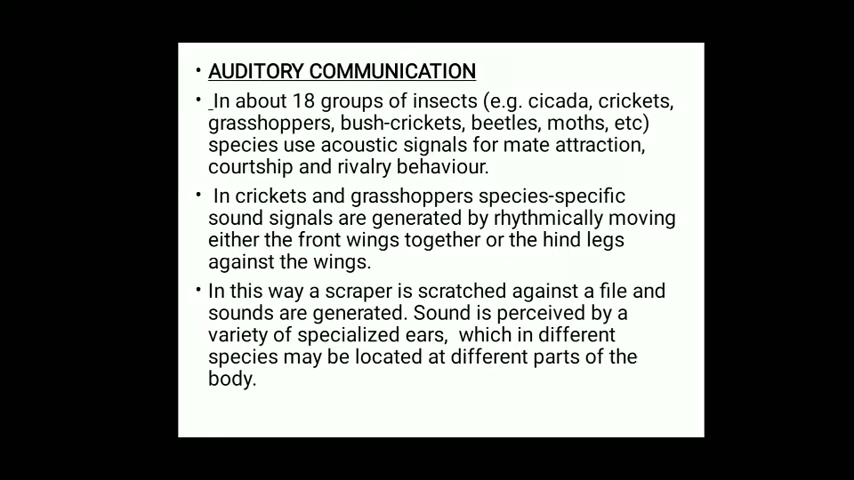 • AUDITORY COMMUNICATION
• In about 18 groups of insects (e.g. cicada, crickets,
grasshoppers, bush-crickets, beetles, moths, etc)
species use acoustic signals for mate attraction,
courtship and rivalry behaviour.
• In crickets and grasshoppers species-specific
sound signals are generated by rhythmically moving
either the front wings together or the hind legs
against the wings.
• In this way a scraper is scratched against a file and
sounds are generated. Sound is perceived by a
variety of specialized ears, which in different
species may be located at different parts of the
body.